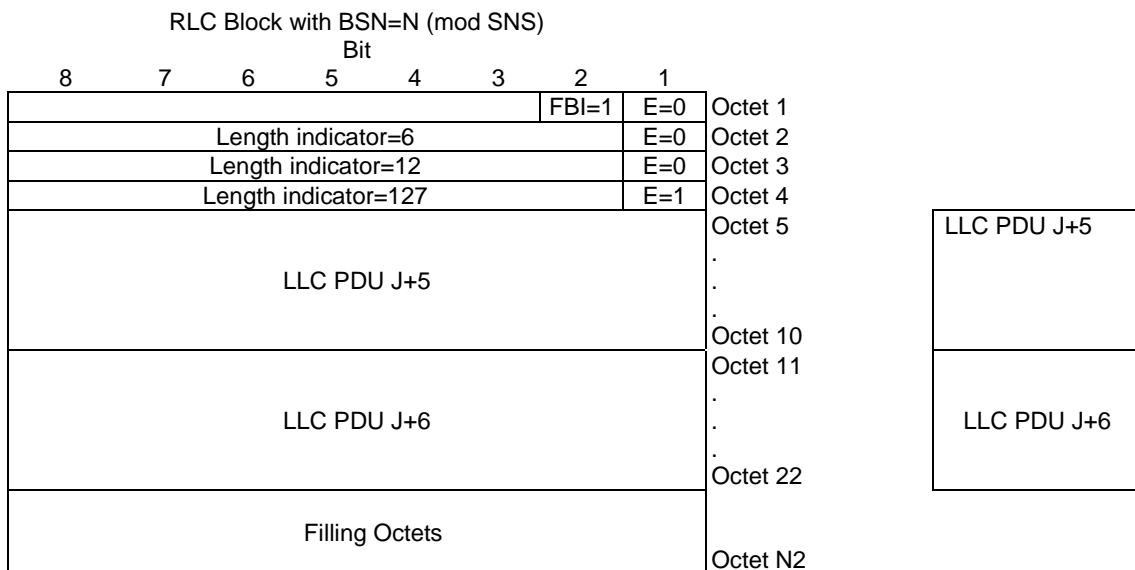 RLC Block with BSN=N (mod SNS)
Bit
8 7 6 5 4 3 2 1
FBI=1 E=0 Octet 1
Length indicator=6 E=0 Octet 2
Length indicator=12 E=0 Octet 3
Length indicator=127 E=1 Octet 4
Octet 5
LLC PDU J+5
.
LLC PDU J+5
.
.
Octet 10
Octet 11
.
LLC PDU J+6
.
LLC PDU J+6
.
Octet 22
Filling Octets
Octet N2